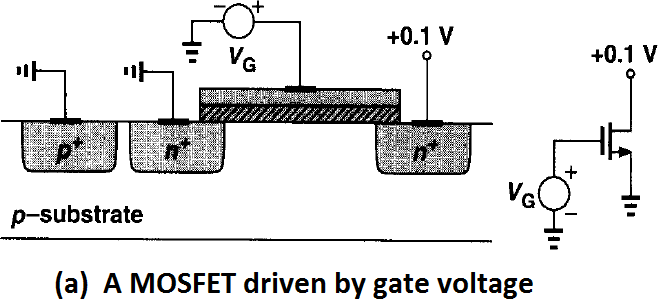 − +
V_G
+0.1 V
+0.1 V
p+
n+
n+
V_G
+
−
p–substrate
(a) A MOSFET driven by gate voltage